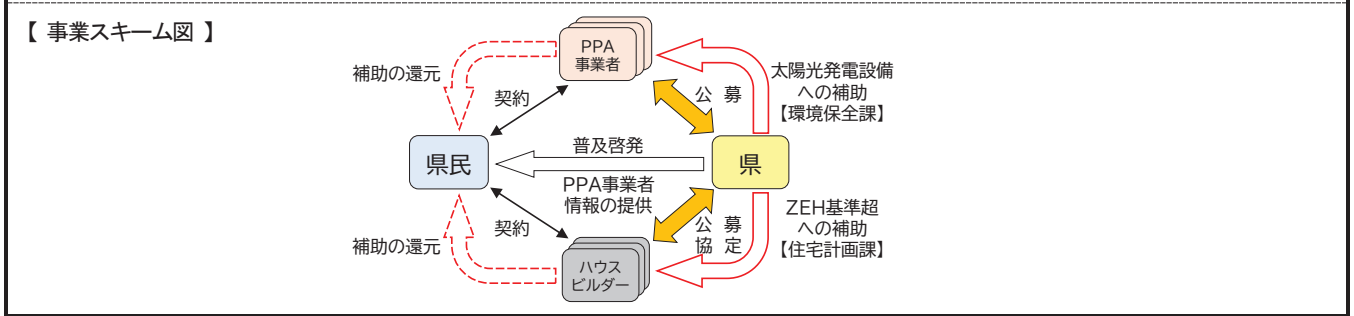 【 事業スキーム図 】
PPA
事業者
補助の還元
太陽光発電設備
への補助
【環境保全課】
契約
公 募
普及啓発
県民
県
PPA事業者
情報の提供
ZEH基準超
への補助
【住宅計画課】
契約
公 募
協 定
補助の還元
ハウス
ビルダー